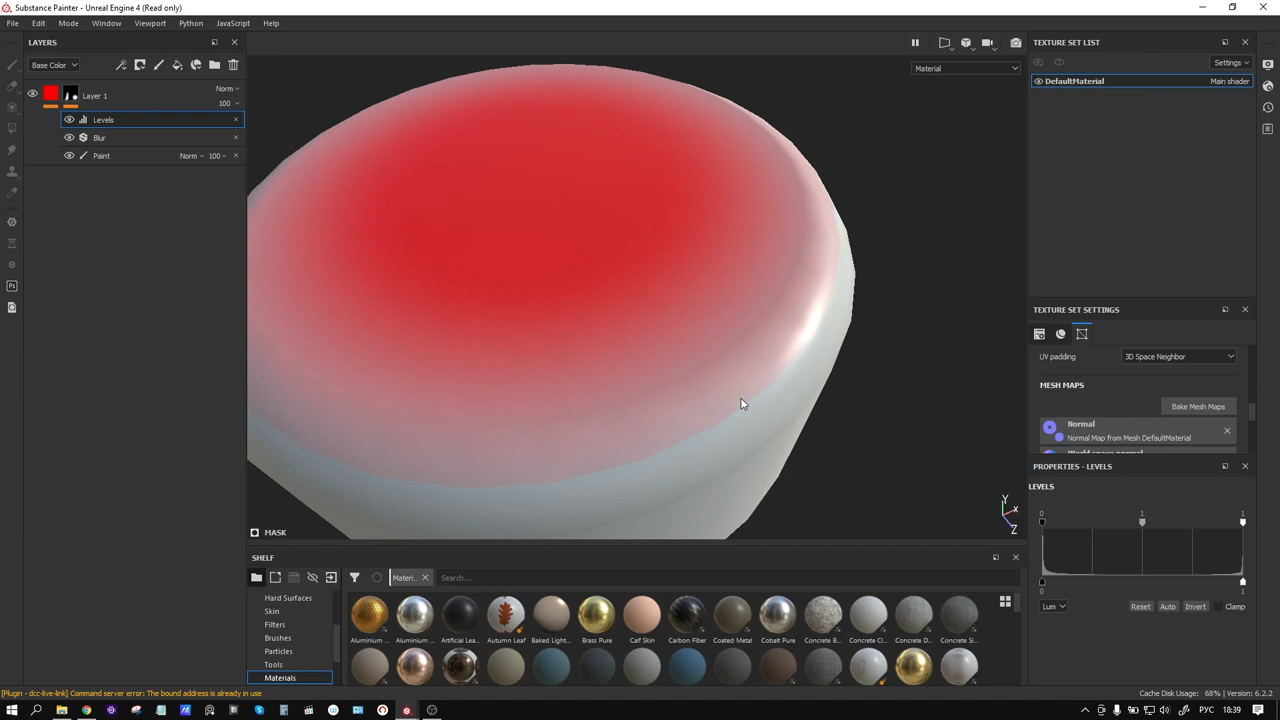 Substance Painter - Unreal Engine 4 (Read only)
File Edit Mode Window Viewport Python JavaScript Help
LAYERS
Base Color
Layer 1
Norm
100
Levels
Blur
Paint Norm 100
Material
MASK
Y
X
Z
TEXTURE SET LIST
Settings
DefaultMaterial Main shader
TEXTURE SET SETTINGS
UV padding 3D Space Neighbor
MESH MAPS
Bake Mesh Maps
Normal
Normal Map from Mesh DefaultMaterial
PROPERTIES - LEVELS
LEVELS
0 1 1
0 1
Lum Reset Auto Invert Clamp
SHELF
Materi... Search...
Hard Surfaces
Skin
Filters
Brushes
Particles
Tools
Materials
Aluminium ... Aluminium ... Artificial Lea... Autumn Leaf Baked Light... Brass Pure Calf Skin Carbon Fiber Coated Metal Cobalt Pure Concrete B... Concrete Cl... Concrete D... Concrete Si...
[Plugin - dcc-live-link] Command server error: The bound address is already in use
Cache Disk Usage: 68% | Version: 6.2.2
РУС 18:39